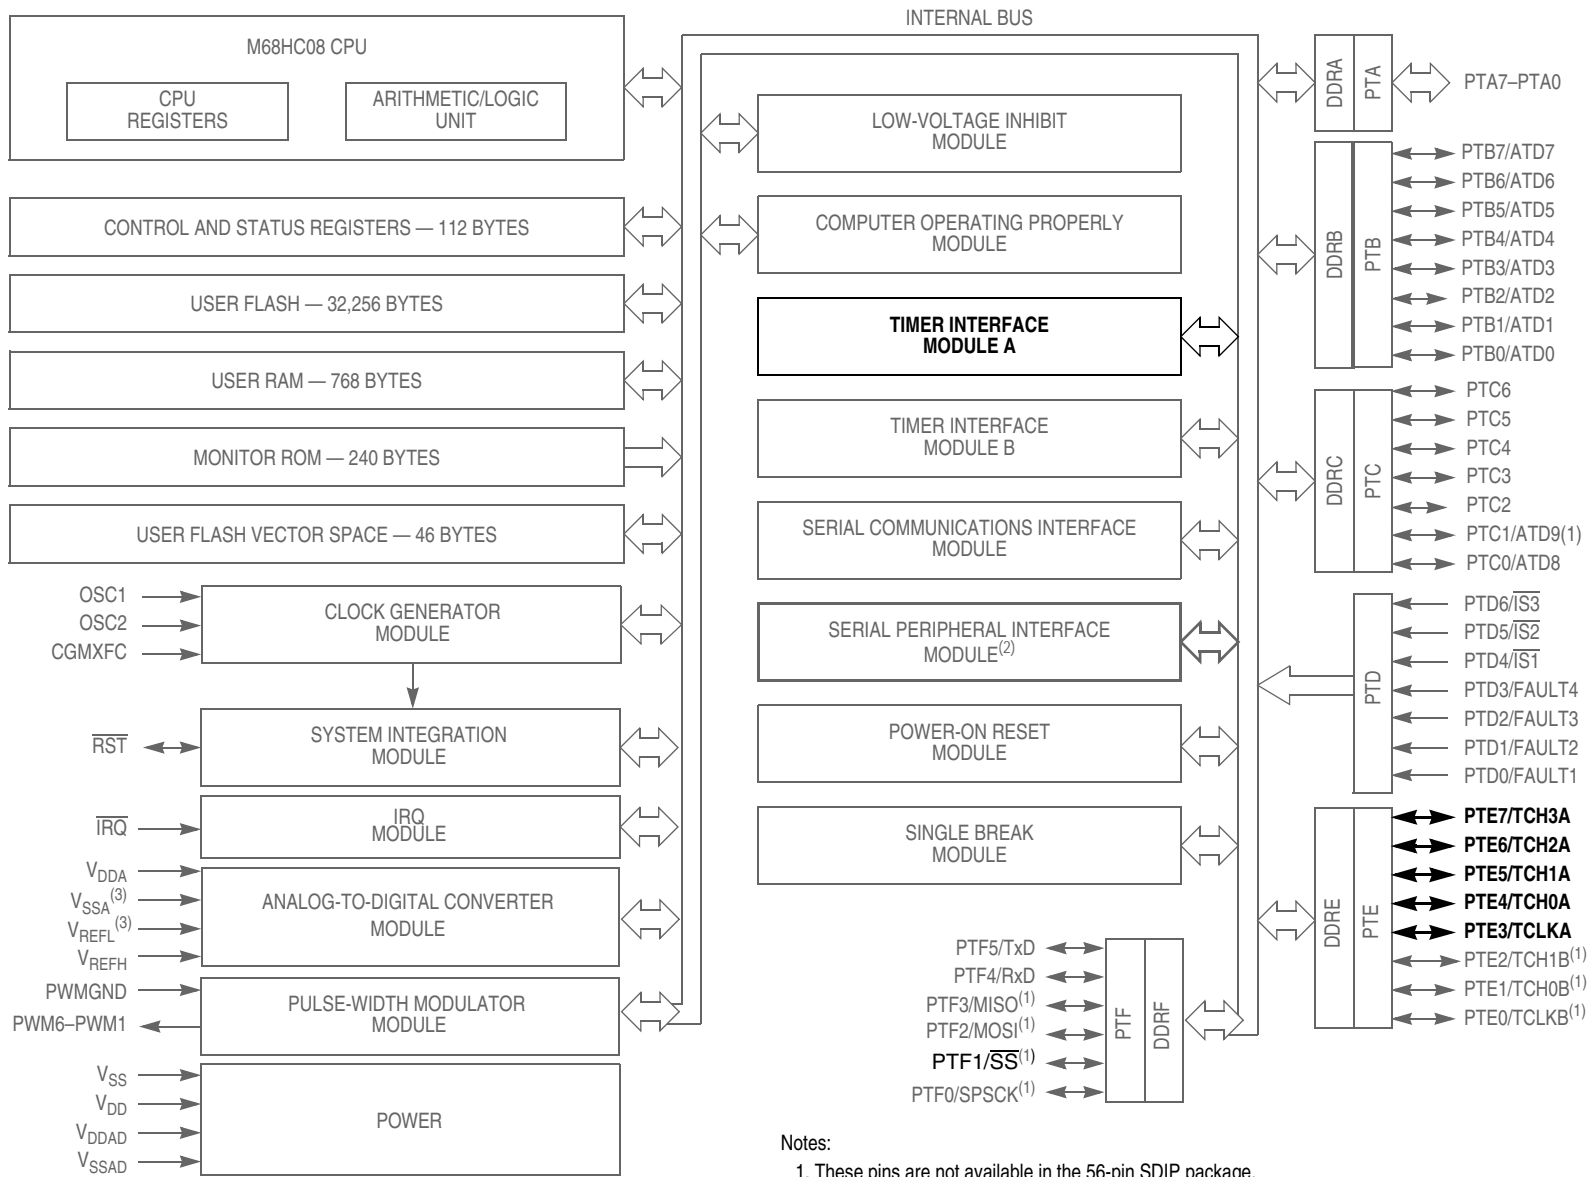 INTERNAL BUS
M68HC08 CPU
CPU
REGISTERS
ARITHMETIC/LOGIC
UNIT
CONTROL AND STATUS REGISTERS — 112 BYTES
USER FLASH — 32,256 BYTES
USER RAM — 768 BYTES
MONITOR ROM — 240 BYTES
USER FLASH VECTOR SPACE — 46 BYTES
OSC1
OSC2
CGMXFC
CLOCK GENERATOR
MODULE
RST
SYSTEM INTEGRATION
MODULE
IRQ
IRQ
MODULE
VDDA
VSSA(3)
VREFL(3)
VREFH
ANALOG-TO-DIGITAL CONVERTER
MODULE
PWMGND
PWM6–PWM1
PULSE-WIDTH MODULATOR
MODULE
VSS
VDD
VDDAD
VSSAD
POWER
LOW-VOLTAGE INHIBIT
MODULE
COMPUTER OPERATING PROPERLY
MODULE
TIMER INTERFACE
MODULE A
TIMER INTERFACE
MODULE B
SERIAL COMMUNICATIONS INTERFACE
MODULE
SERIAL PERIPHERAL INTERFACE
MODULE(2)
POWER-ON RESET
MODULE
SINGLE BREAK
MODULE
PTF5/TxD
PTF4/RxD
PTF3/MISO(1)
PTF2/MOSI(1)
PTF1/SS(1)
PTF0/SPSCK(1)
PTF
DDRF
DDRA
PTA
PTA7–PTA0
DDRB
PTB
PTB7/ATD7
PTB6/ATD6
PTB5/ATD5
PTB4/ATD4
PTB3/ATD3
PTB2/ATD2
PTB1/ATD1
PTB0/ATD0
DDRC
PTC
PTC6
PTC5
PTC4
PTC3
PTC2
PTC1/ATD9(1)
PTC0/ATD8
PTD
PTD6/IS3
PTD5/IS2
PTD4/IS1
PTD3/FAULT4
PTD2/FAULT3
PTD1/FAULT2
PTD0/FAULT1
DDRE
PTE
PTE7/TCH3A
PTE6/TCH2A
PTE5/TCH1A
PTE4/TCH0A
PTE3/TCLKA
PTE2/TCH1B(1)
PTE1/TCH0B(1)
PTE0/TCLKB(1)
Notes:
1. These pins are not available in the 56-pin SDIP package.